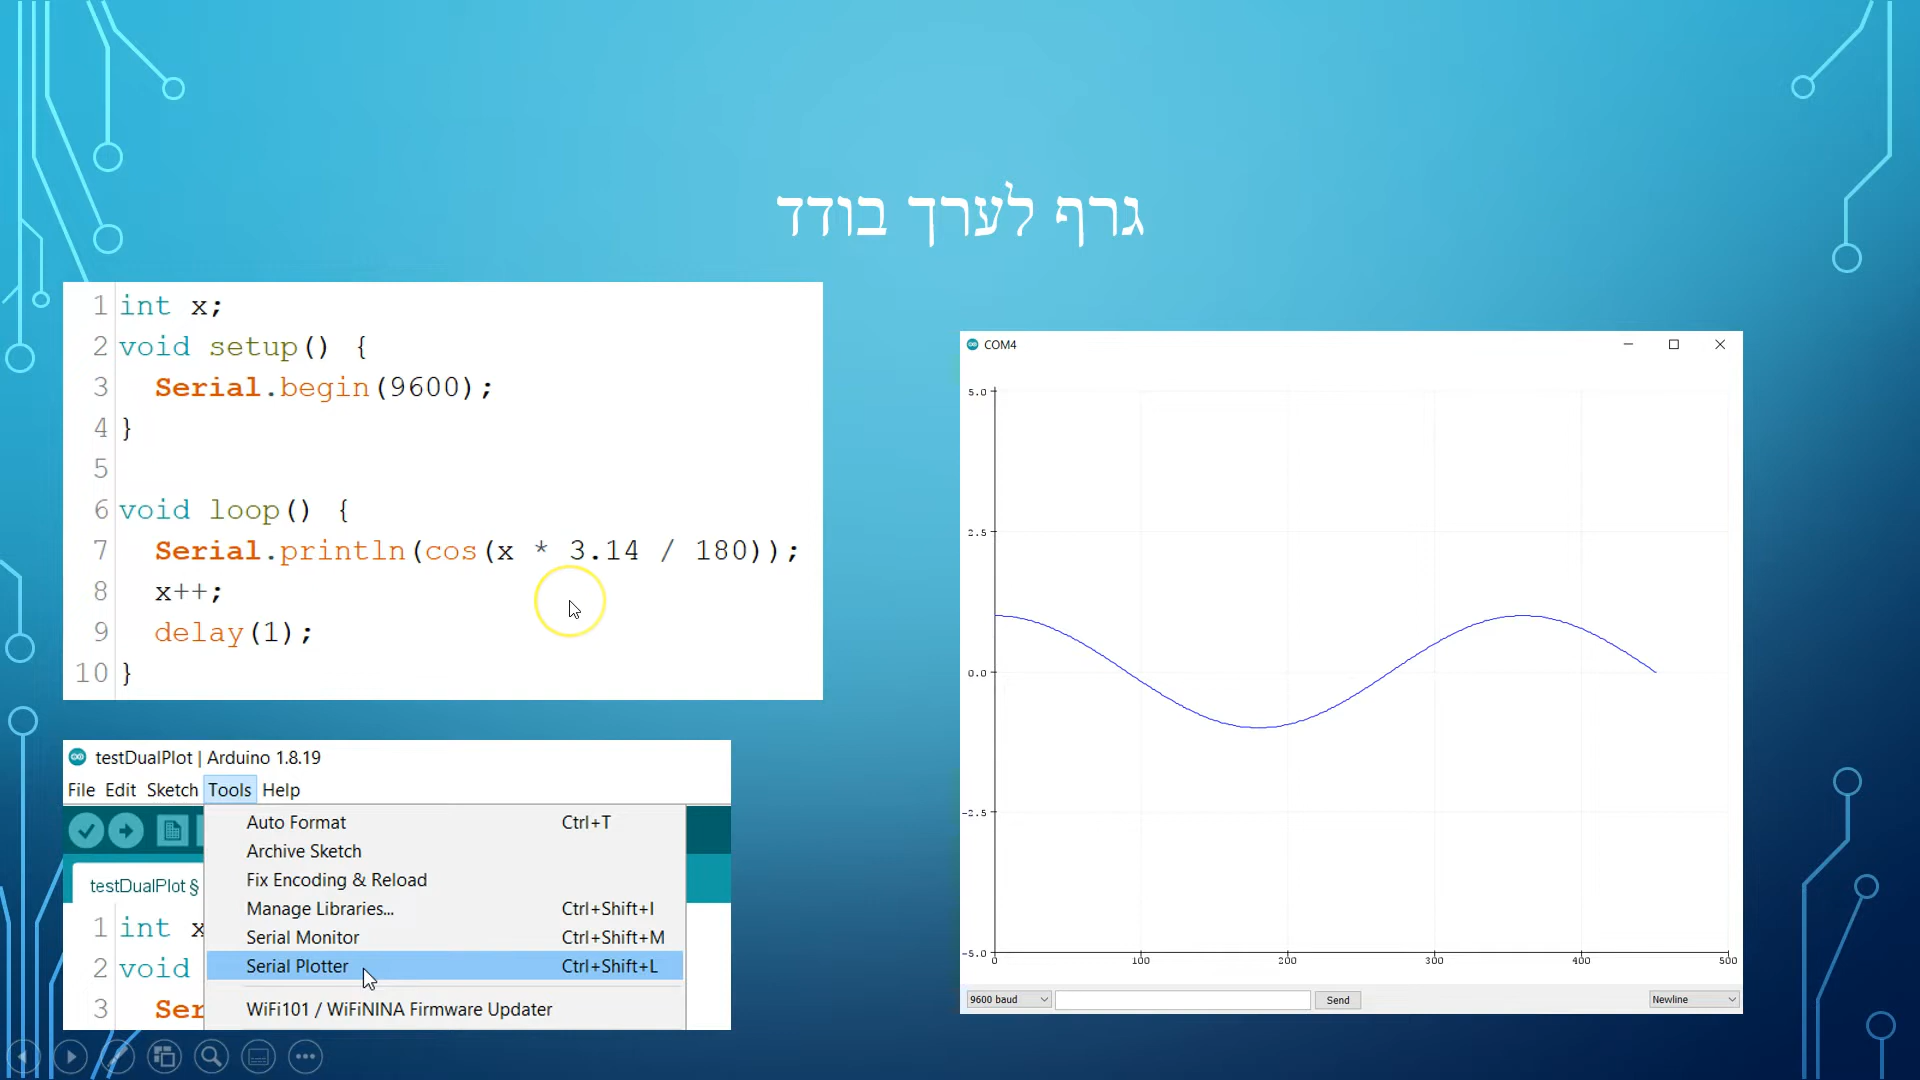 גרף לערך בודד
1 int x;
2 void setup() {
3 Serial.begin(9600);
4 }
5
6 void loop() {
7 Serial.println(cos(x * 3.14 / 180));
8 x++;
9 delay(1);
10 }
testDualPlot | Arduino 1.8.19
File Edit Sketch Tools Help
Auto Format Ctrl+T
Archive Sketch
Fix Encoding & Reload
Manage Libraries... Ctrl+Shift+I
Serial Monitor Ctrl+Shift+M
Serial Plotter Ctrl+Shift+L
WiFi101 / WiFiNINA Firmware Updater
testDualPlot §
1 int x
2 void
3 Ser
COM4
5.0
2.5
0.0
-2.5
-5.0
0 100 200 300 400 500
9600 baud Send Newline